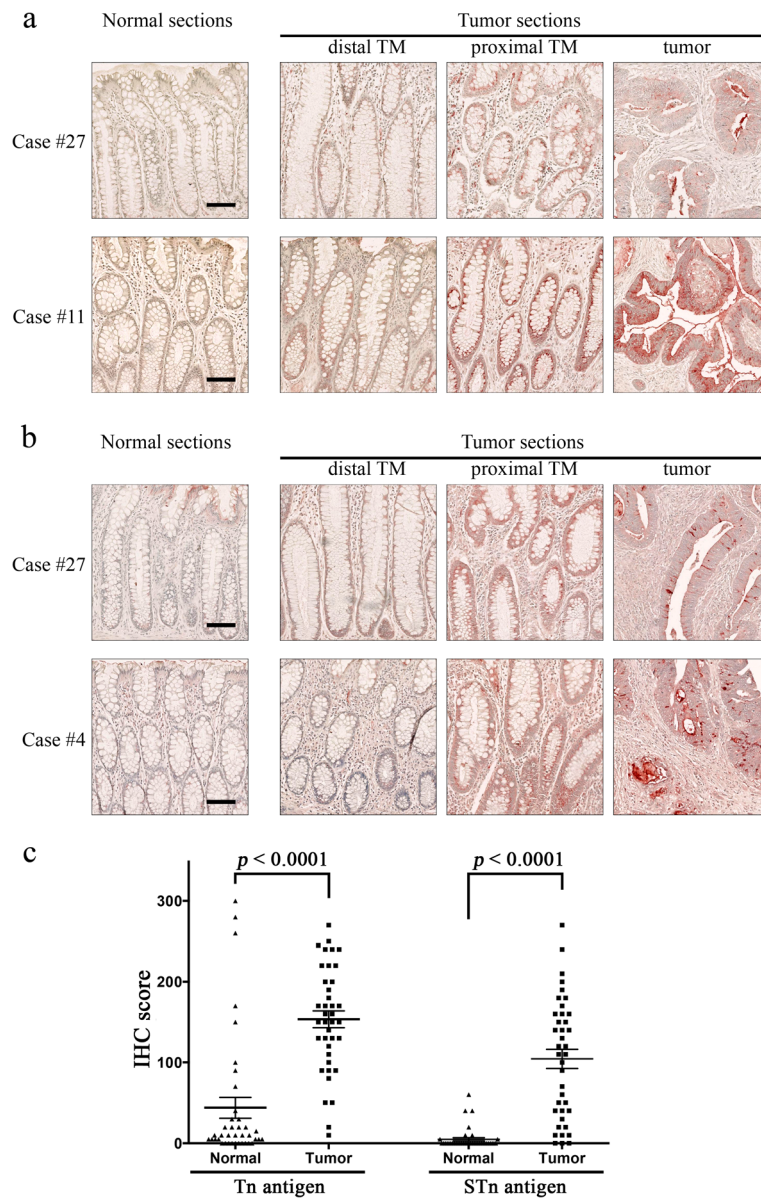 a
Normal sections
Tumor sections
distal TM
proximal TM
tumor
Case #27
Case #11
b
Normal sections
Tumor sections
distal TM
proximal TM
tumor
Case #27
Case #4
c
p < 0.0001
p < 0.0001
IHC score
300
200
100
0
Normal
Tumor
Normal
Tumor
Tn antigen
STn antigen